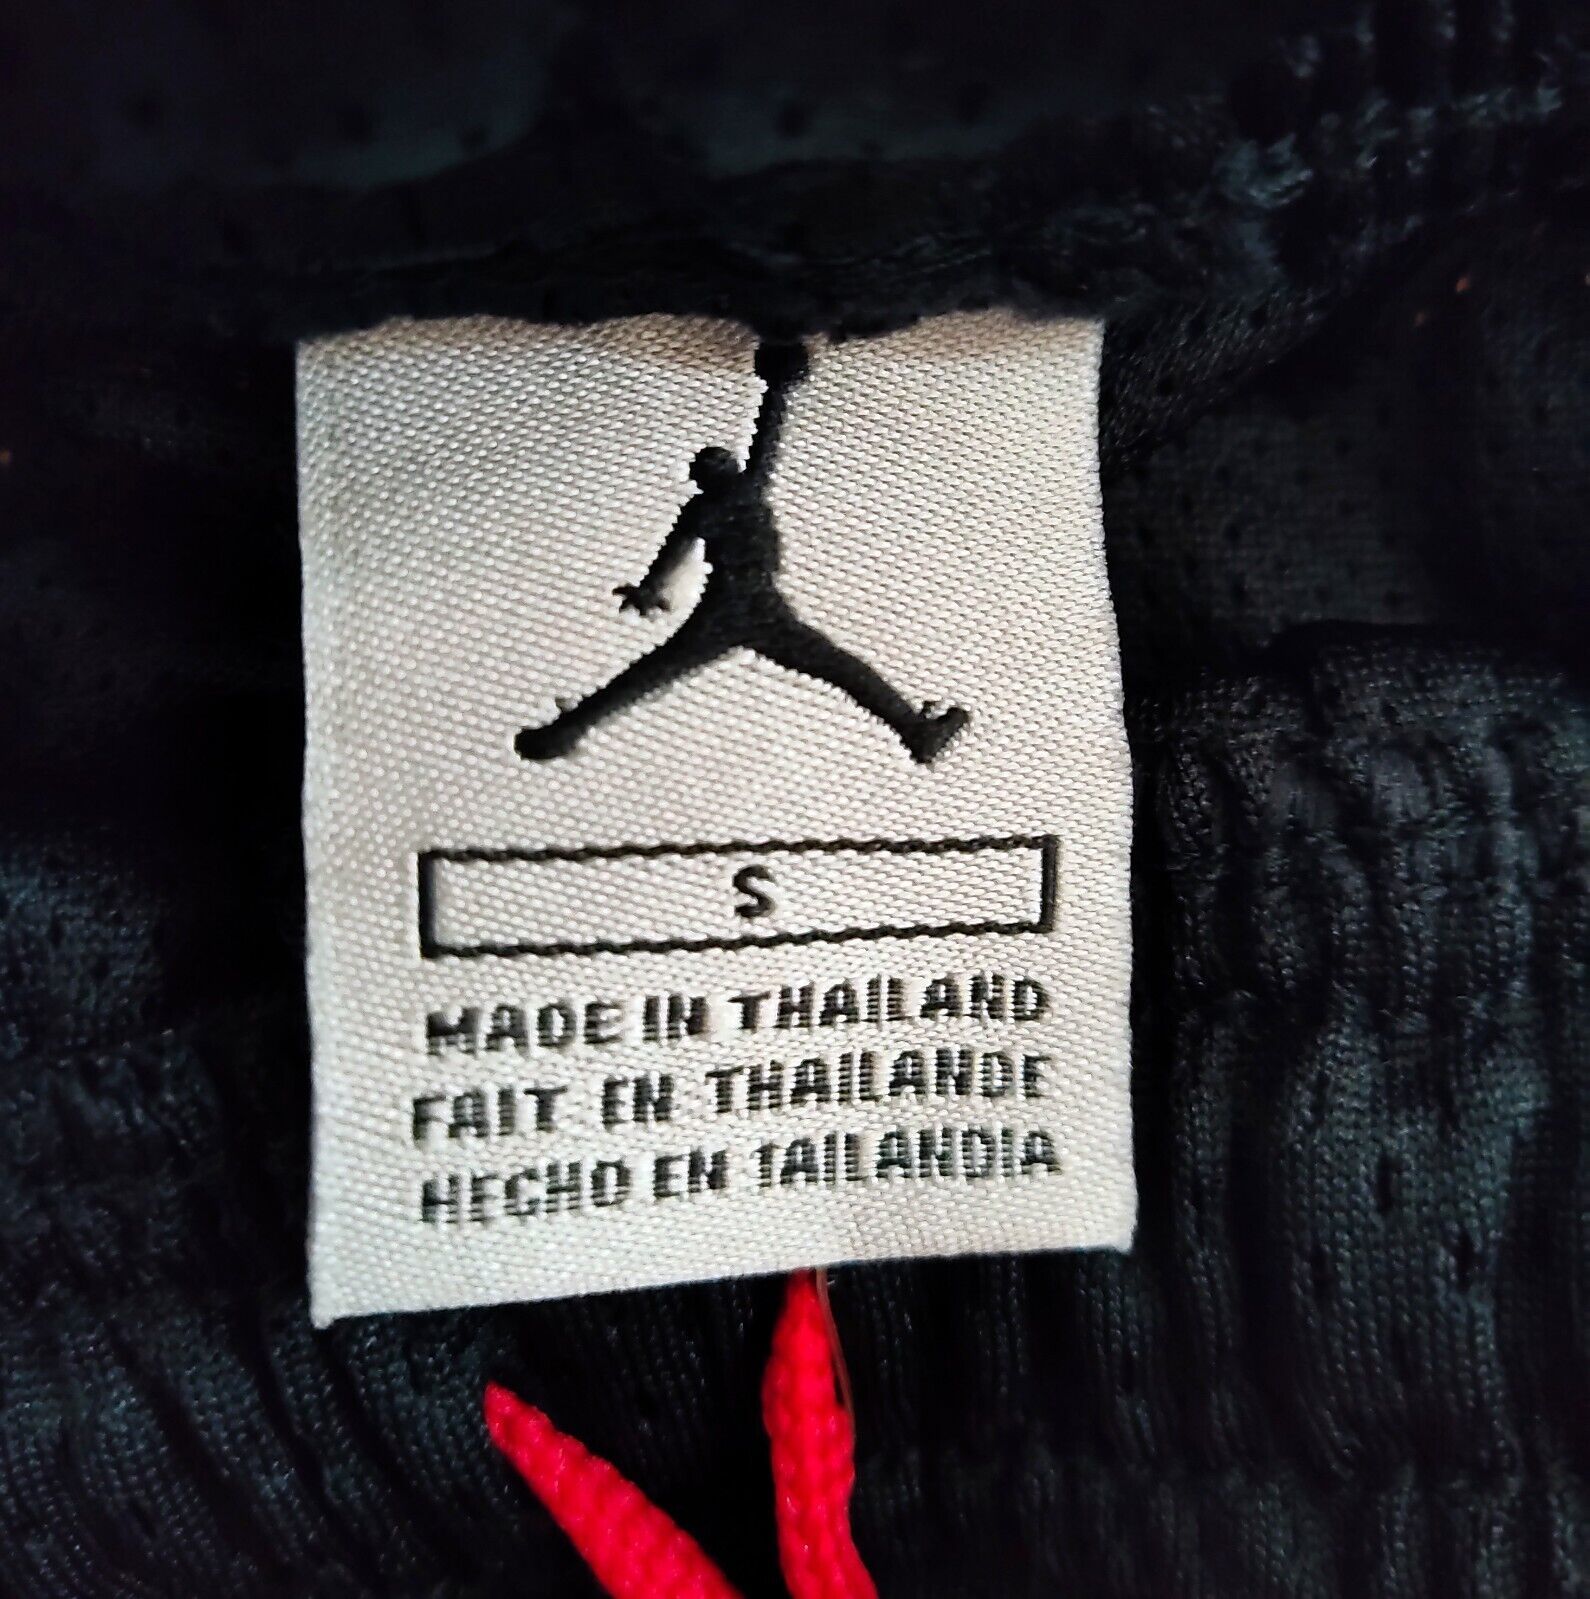 S
MADE IN THAILAND
FAIT EN THAILANDE
HECHO EN TAILANDIA